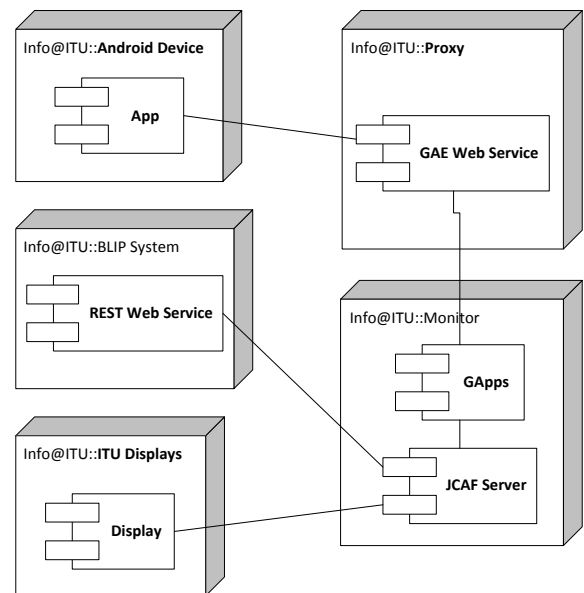 Info@ITU::Android Device
App
Info@ITU::Proxy
GAE Web Service
Info@ITU::BLIP System
REST Web Service
Info@ITU::Monitor
GApps
JCAF Server
Info@ITU::ITU Displays
Display